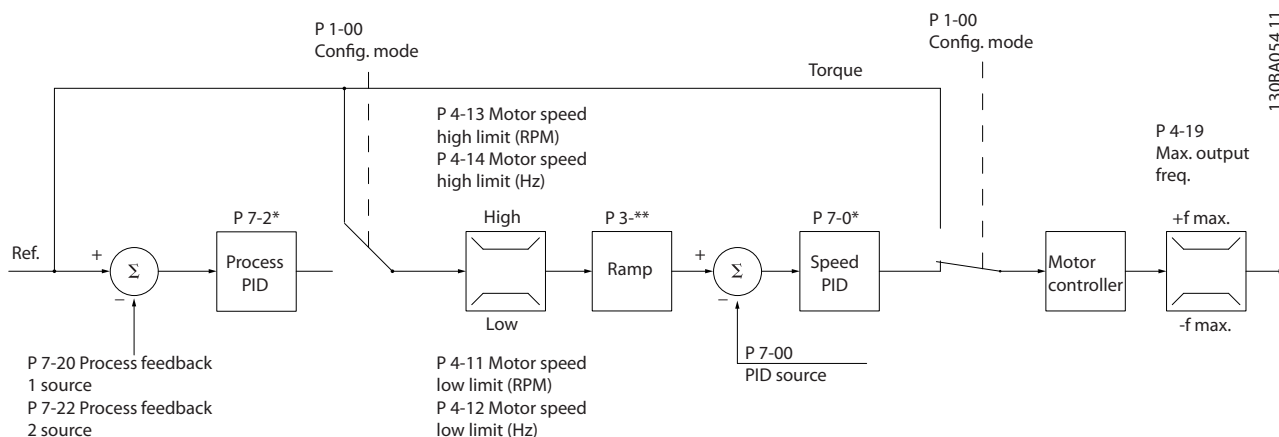 P 1-00
Config. mode
P 1-00
Config. mode
130BA054.11
Torque
P 4-13 Motor speed
high limit (RPM)
P 4-14 Motor speed
high limit (Hz)
P 4-19
Max. output
freq.
P 7-2*
High
P 3-**
P 7-0*
+f max.
Ref.
+
Σ
−
Process
PID
Ramp
+
Σ
−
Speed
PID
Motor
controller
Low
-f max.
P 7-20 Process feedback
1 source
P 7-22 Process feedback
2 source
P 4-11 Motor speed
low limit (RPM)
P 4-12 Motor speed
low limit (Hz)
P 7-00
PID source